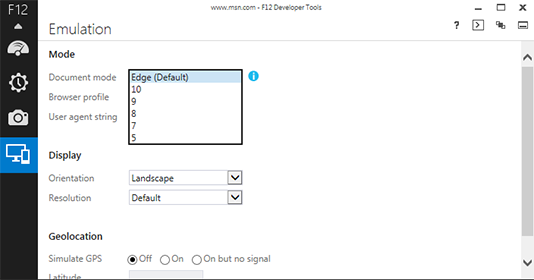 F12
www.msn.com - F12 Developer Tools
Emulation
?
Mode
Document mode
Edge (Default)
10
Browser profile
9
8
User agent string
7
5
Display
Orientation Landscape
Resolution Default
Geolocation
Simulate GPS Off On On but no signal
Latitude